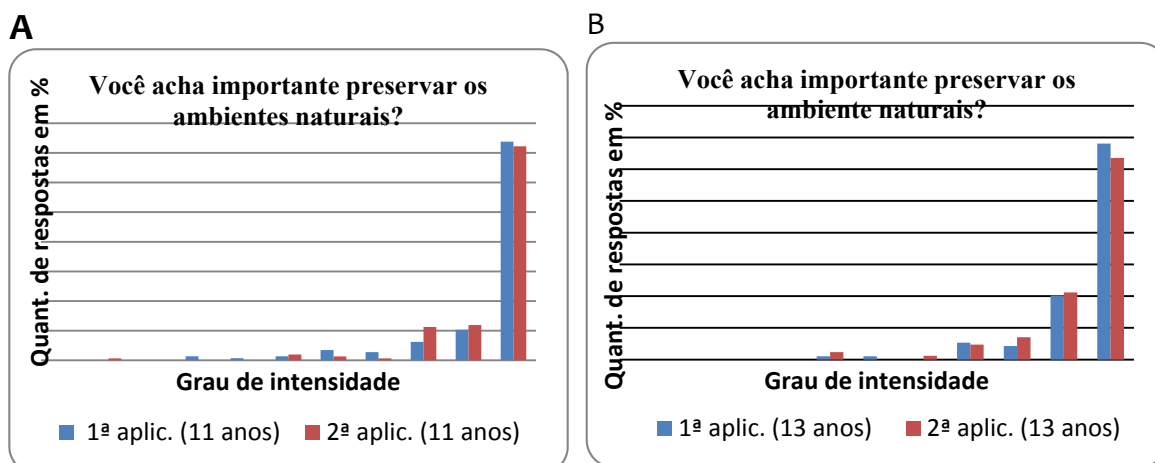 A
Você acha importante preservar os
ambientes naturais?
Quant. de respostas em %
Grau de intensidade
1ª aplic. (11 anos) 2ª aplic. (11 anos)
B
Você acha importante preservar os
ambiente naturais?
Quant. de respostas em %
Grau de intensidade
1ª aplic. (13 anos) 2ª aplic. (13 anos)